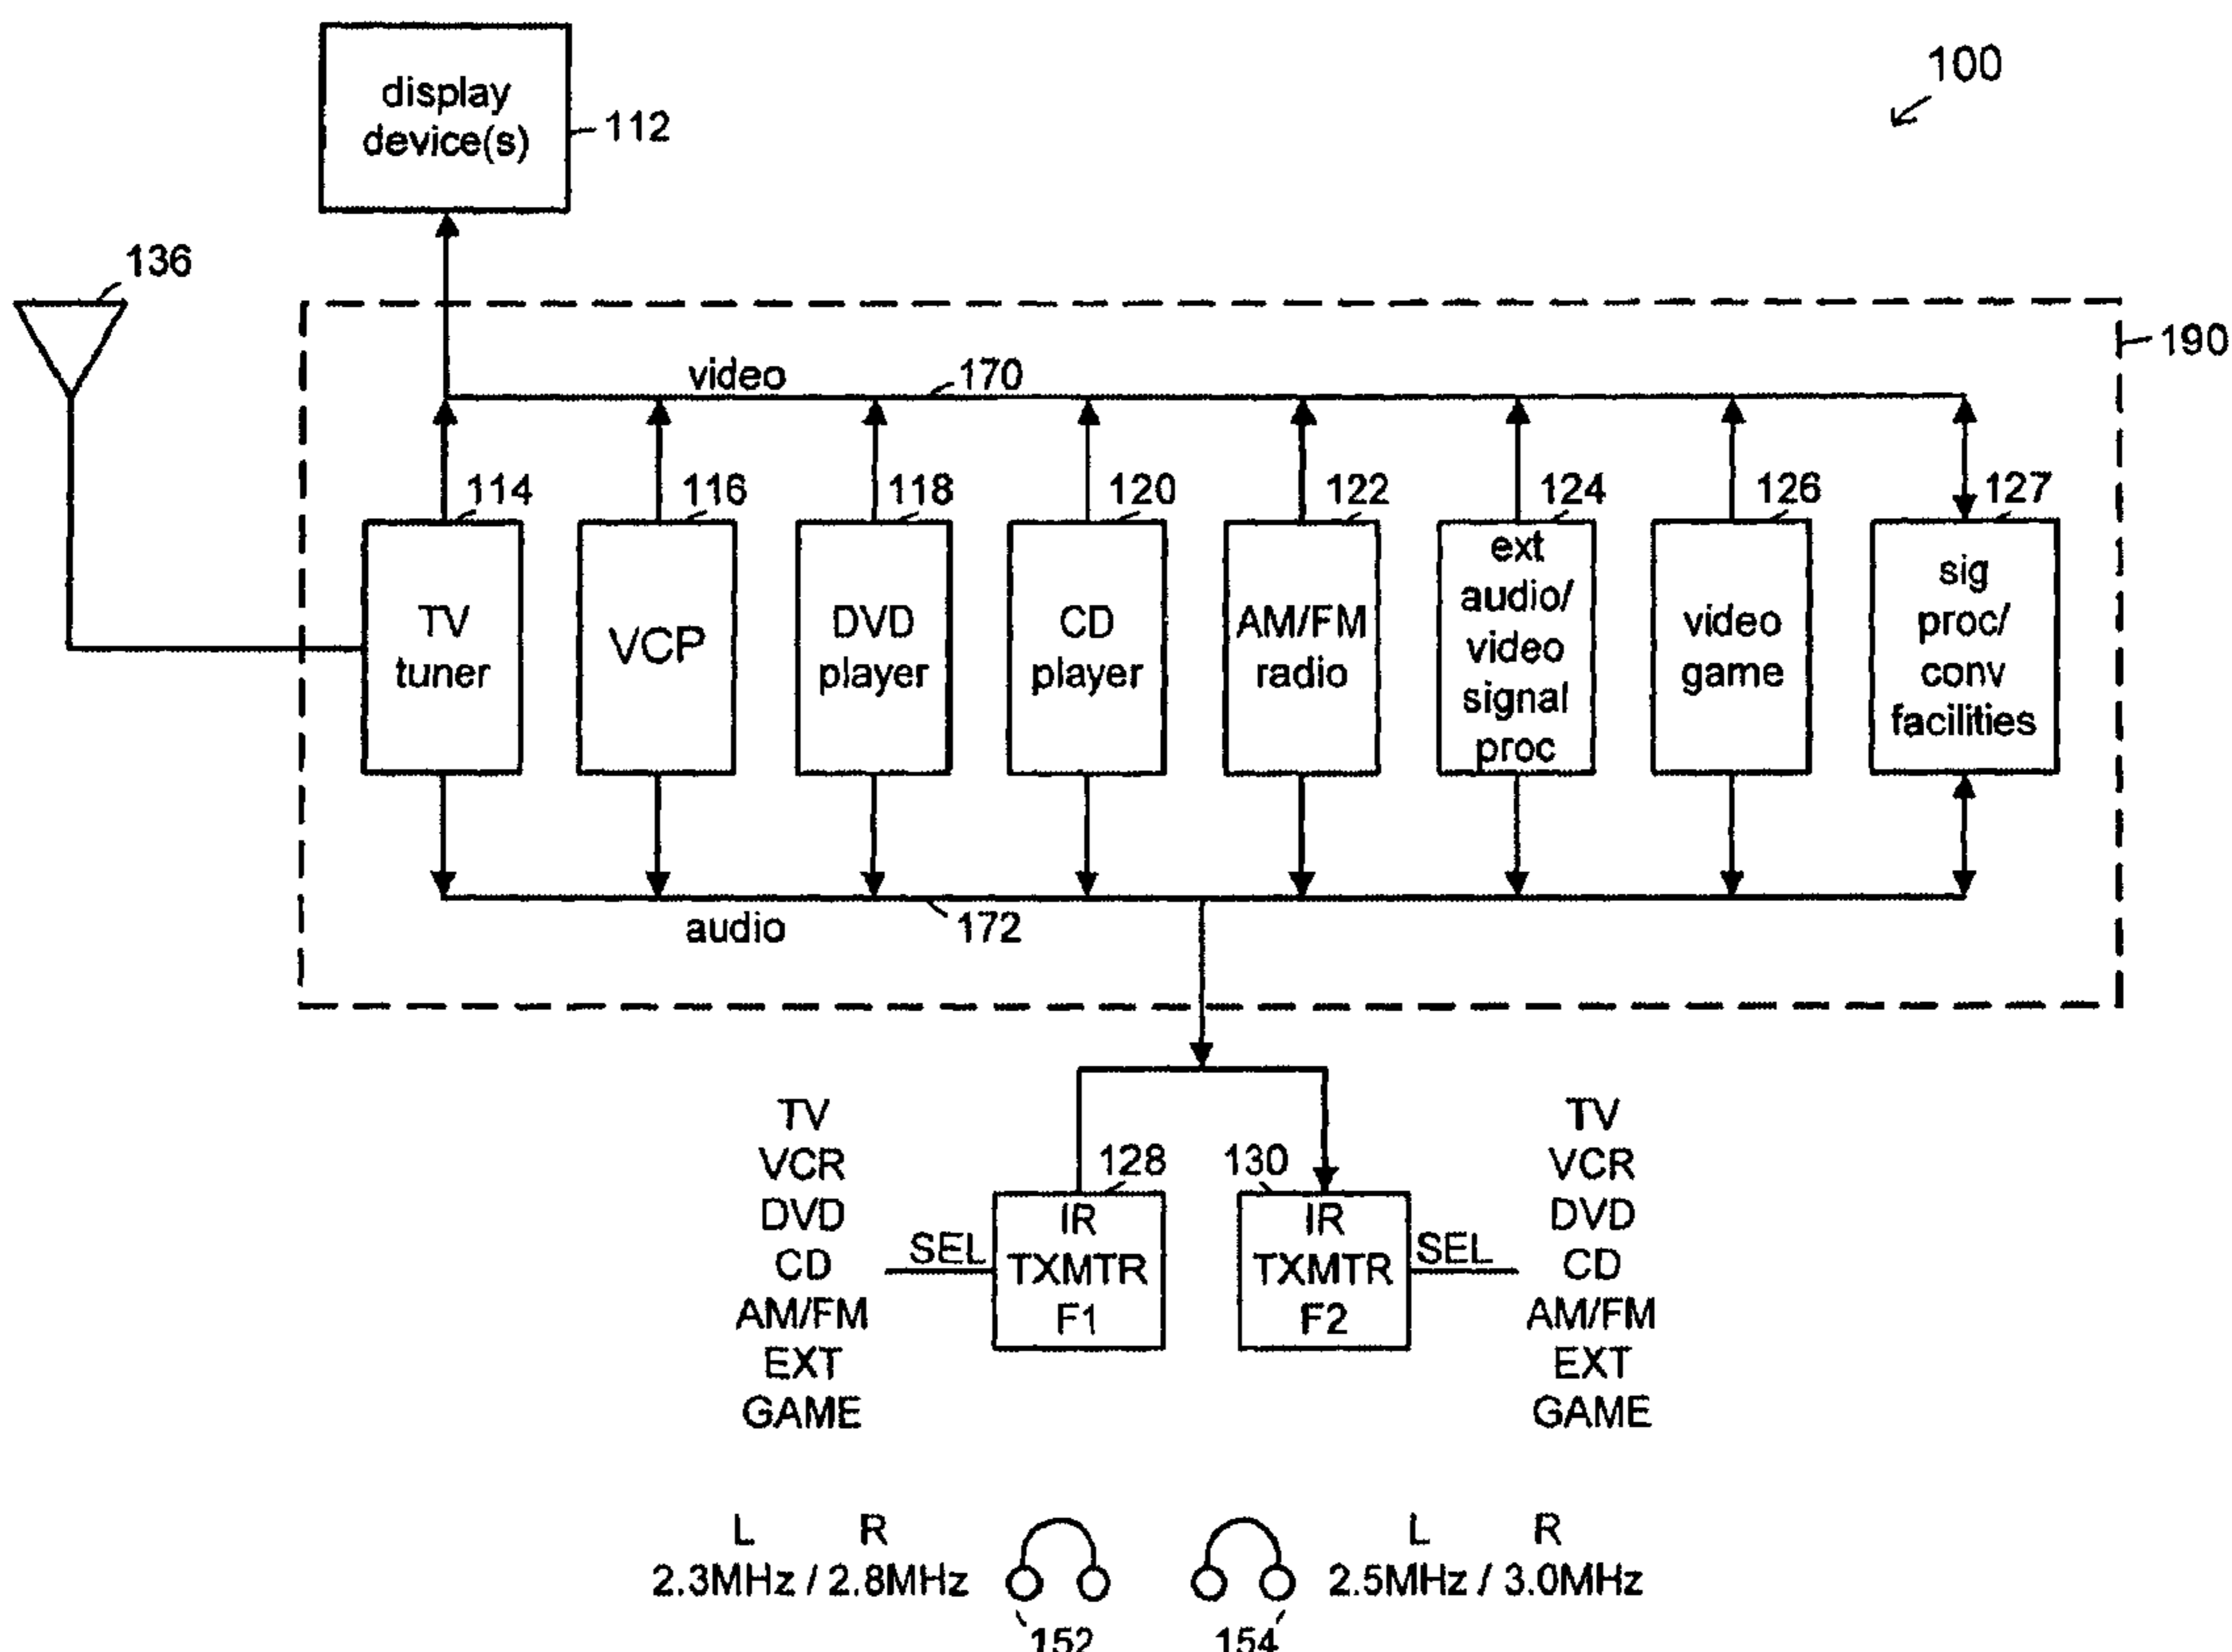 100
display
device(s)
112
136
190
video
170
114
116
118
120
122
124
126
127
TV
tuner
VCP
DVD
player
CD
player
AM/FM
radio
ext
audio/
video
signal
proc
video
game
sig
proc/
conv
facilities
audio
172
TV
VCR
DVD
CD
AM/FM
EXT
GAME
SEL
128
IR
TXMTR
F1
130
IR
TXMTR
F2
SEL
TV
VCR
DVD
CD
AM/FM
EXT
GAME
L R
2.3MHz / 2.8MHz
L R
2.5MHz / 3.0MHz
152
154